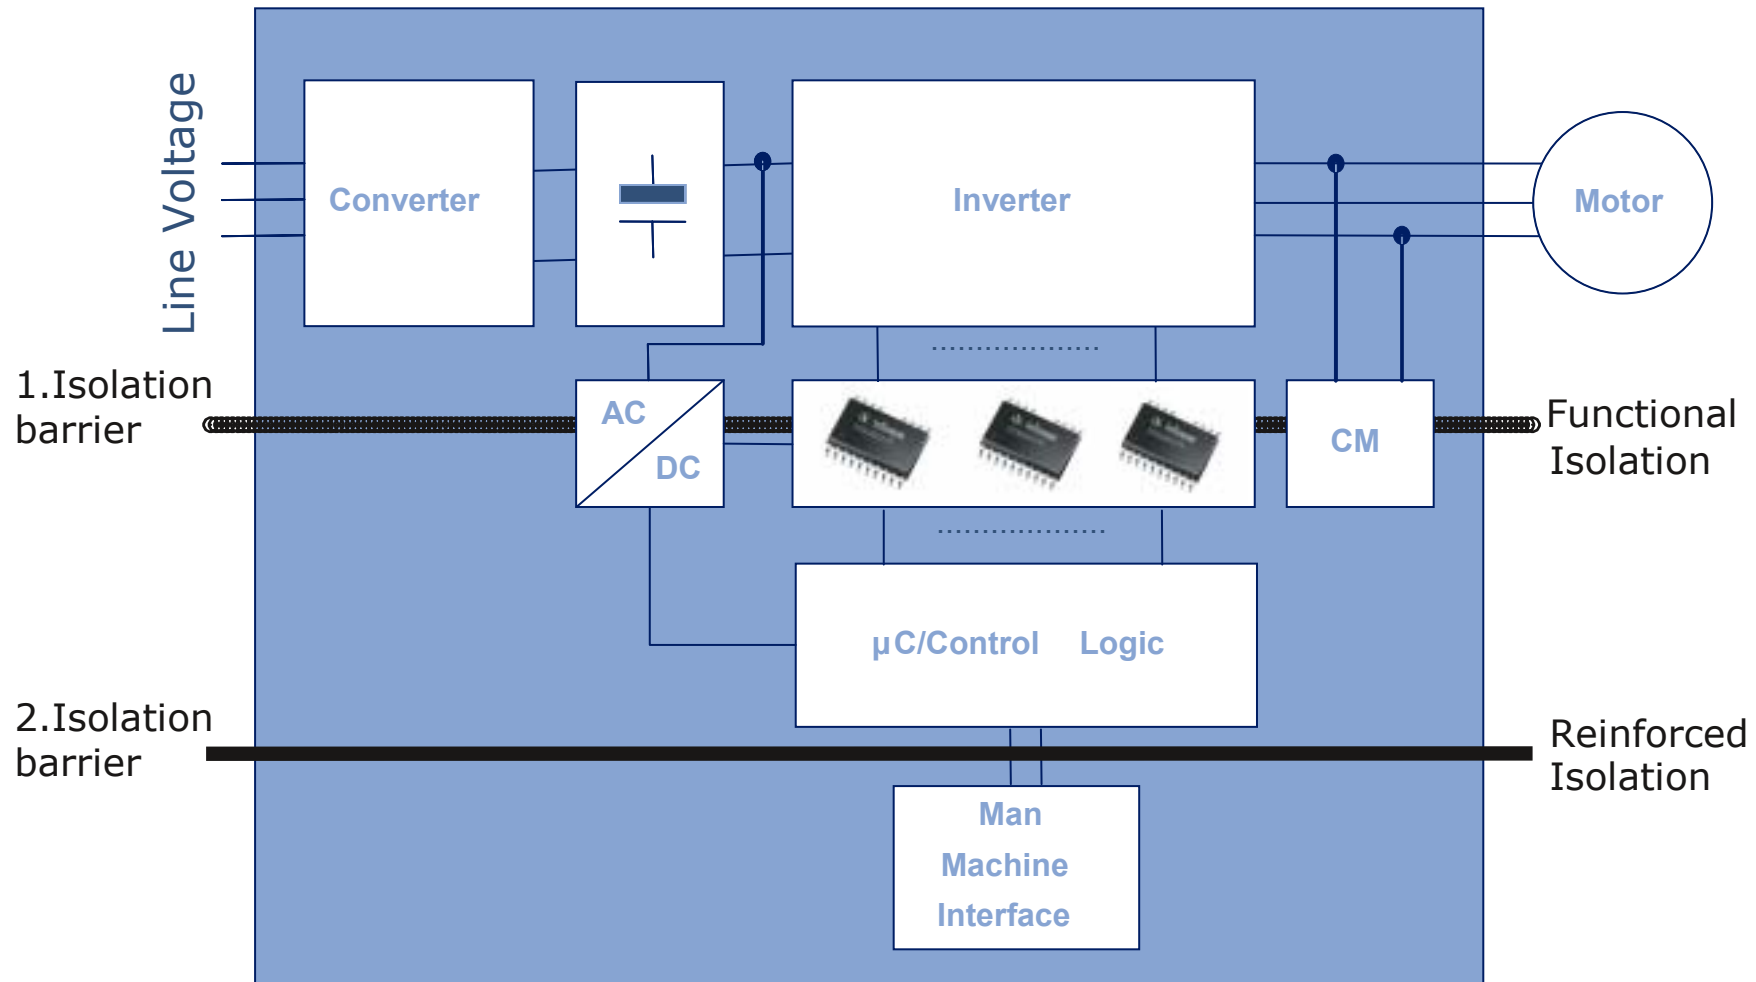 Line Voltage
Converter
Inverter
Motor
1.Isolation
barrier
AC
DC
CM
Functional
Isolation
µC/Control Logic
2.Isolation
barrier
Reinforced
Isolation
Man
Machine
Interface